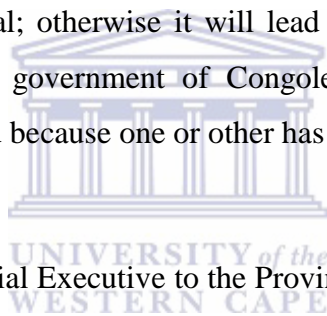 al; otherwise it will lead
government of Congole
because one or other has
UNIVERSITY of the
ial Executive to the Provin
WESTERN CAPE